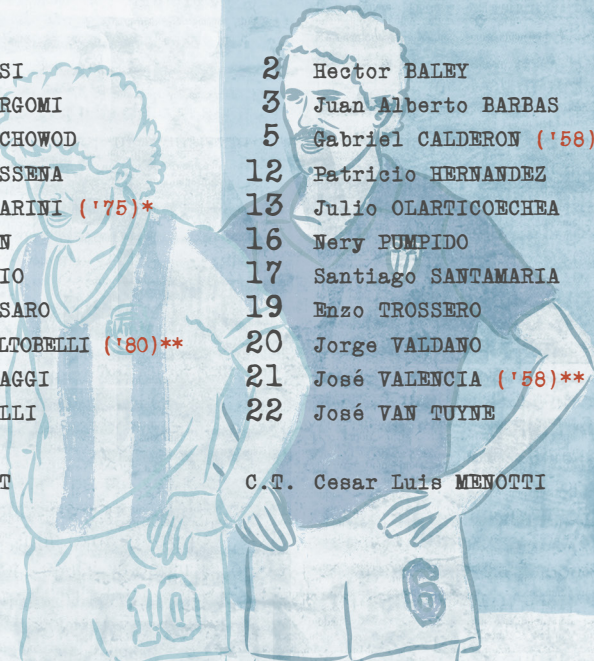 SI
RGOMI
CHOWOD
SSENA
ARINI ('75)*
N
IO
SARO
LTOBELLI ('80)**
AGGI
LLI
T
2 Hector BALEY
3 Juan Alberto BARBAS
5 Gabriel CALDERON ('58)
12 Patricio HERNANDEZ
13 Julio OLARTICOECHEA
16 Nery PUMPIDO
17 Santiago SANTAMARIA
19 Enzo TROSSERO
20 Jorge VALDANO
21 José VALENCIA ('58)**
22 José VAN TUYNE
C.T. Cesar Luis MENOTTI
10
6